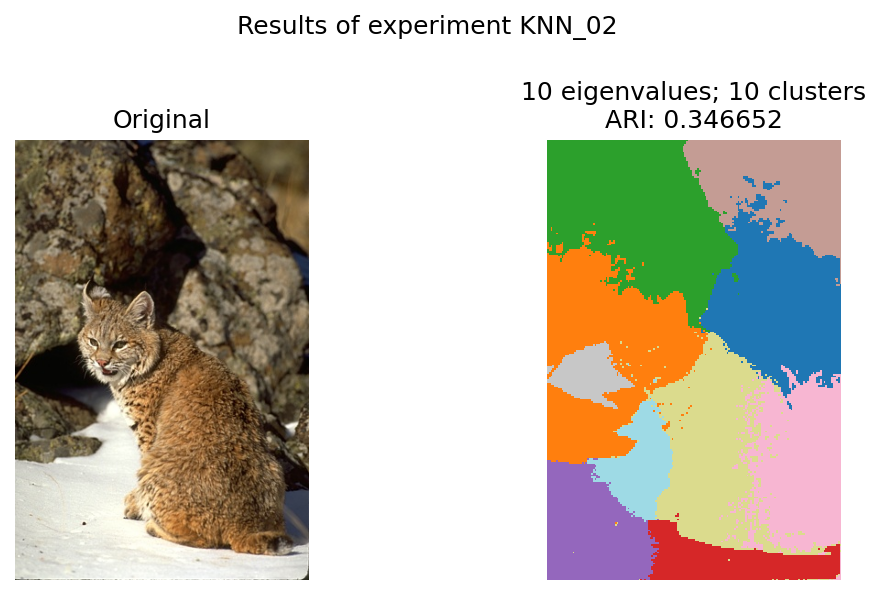 Results of experiment KNN_02
Original
10 eigenvalues; 10 clusters
ARI: 0.346652